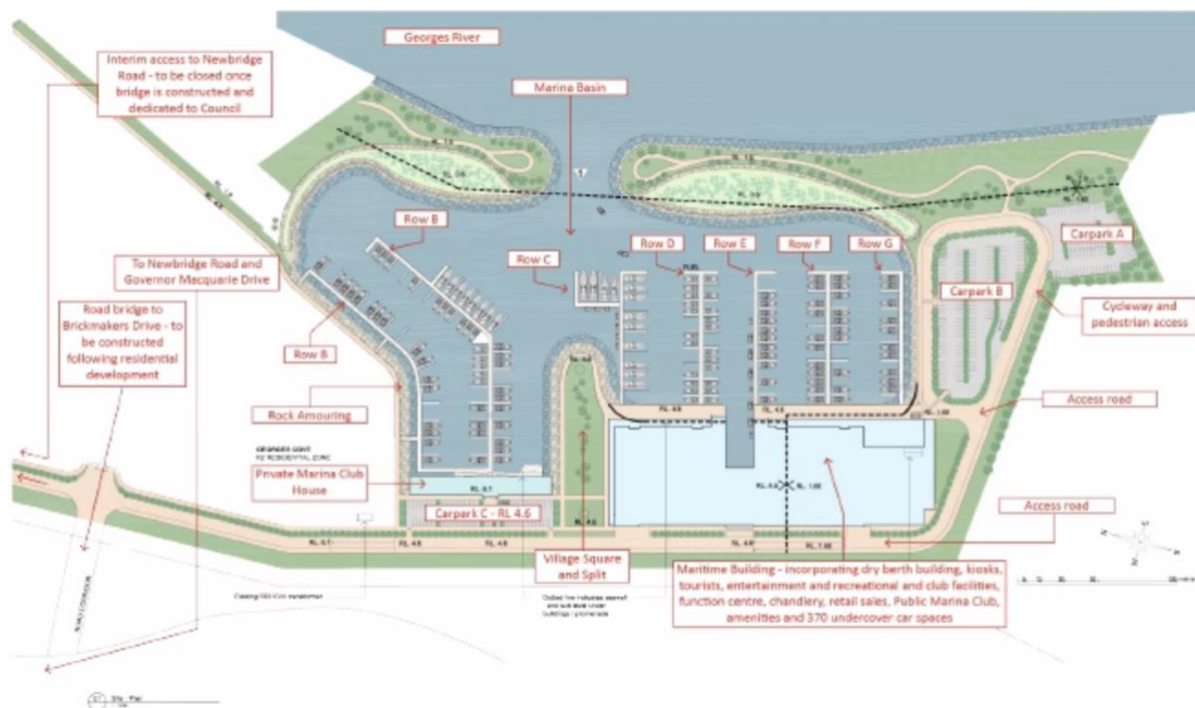 Georges River
Interim access to Newbridge
Road - to be closed once
bridge is constructed and
dedicated to Council
Marina Basin
Row B
Row C
Row D
Row E
Row F
Row G
Carpark A
Carpark B
To Newbridge Road and
Governor Macquarie Drive
Road bridge to
Brickmakers Drive - to
be constructed
following residential
development
Cycleway and
pedestrian access
Row B
Rock Amouring
Access road
Private Marina Club
House
RL 4.6
Carpark C - RL 4.6
Access road
Village Square
and Split
Maritime Building - incorporating dry berth building, kiosks,
tourists, entertainment and recreational and club facilities,
function centre, chandlery, retail sales, Public Marina Club,
amenities and 370 undercover car spaces